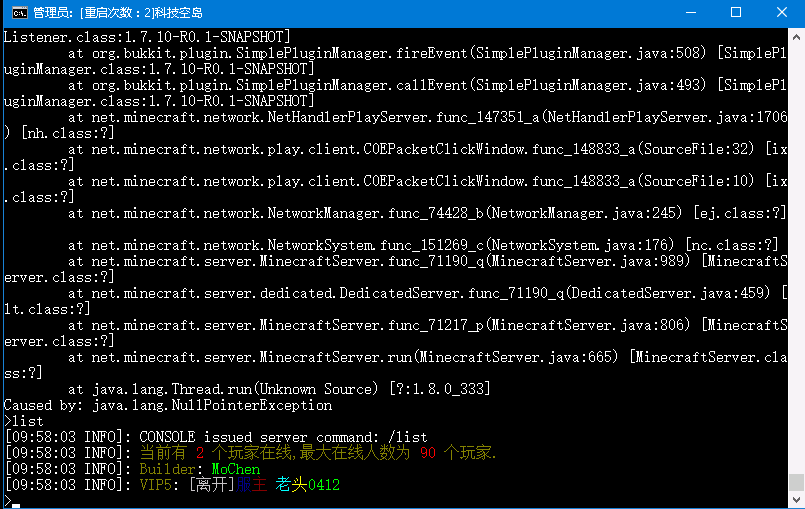 管理员: [重启次数：2]科技空岛
Listener.class:1.7.10-R0.1-SNAPSHOT]
at org.bukkit.plugin.SimplePluginManager.fireEvent(SimplePluginManager.java:508) [SimplePl
uginManager.class:1.7.10-R0.1-SNAPSHOT]
at org.bukkit.plugin.SimplePluginManager.callEvent(SimplePluginManager.java:493) [SimplePl
uginManager.class:1.7.10-R0.1-SNAPSHOT]
at net.minecraft.network.NetHandlerPlayServer.func_147351_a(NetHandlerPlayServer.java:1706
) [nh.class:?]
at net.minecraft.network.play.client.C0EPacketClickWindow.func_148833_a(SourceFile:32) [ix
.class:?]
at net.minecraft.network.play.client.C0EPacketClickWindow.func_148833_a(SourceFile:10) [ix
.class:?]
at net.minecraft.network.NetworkManager.func_74428_b(NetworkManager.java:245) [ej.class:?]
at net.minecraft.network.NetworkSystem.func_151269_c(NetworkSystem.java:176) [nc.class:?]
at net.minecraft.server.MinecraftServer.func_71190_q(MinecraftServer.java:989) [MinecraftS
erver.class:?]
at net.minecraft.server.dedicated.DedicatedServer.func_71190_q(DedicatedServer.java:459) [
lt.class:?]
at net.minecraft.server.MinecraftServer.func_71217_p(MinecraftServer.java:806) [MinecraftS
erver.class:?]
at net.minecraft.server.MinecraftServer.run(MinecraftServer.java:665) [MinecraftServer.cla
ss:?]
at java.lang.Thread.run(Unknown Source) [?:1.8.0_333]
Caused by: java.lang.NullPointerException
>list
[09:58:03 INFO]: CONSOLE issued server command: /list
[09:58:03 INFO]: 当前有 2 个玩家在线,最大在线人数为 90 个玩家.
[09:58:03 INFO]: Builder: MoChen
[09:58:03 INFO]: VIP5: [离开]服主 老头0412
>